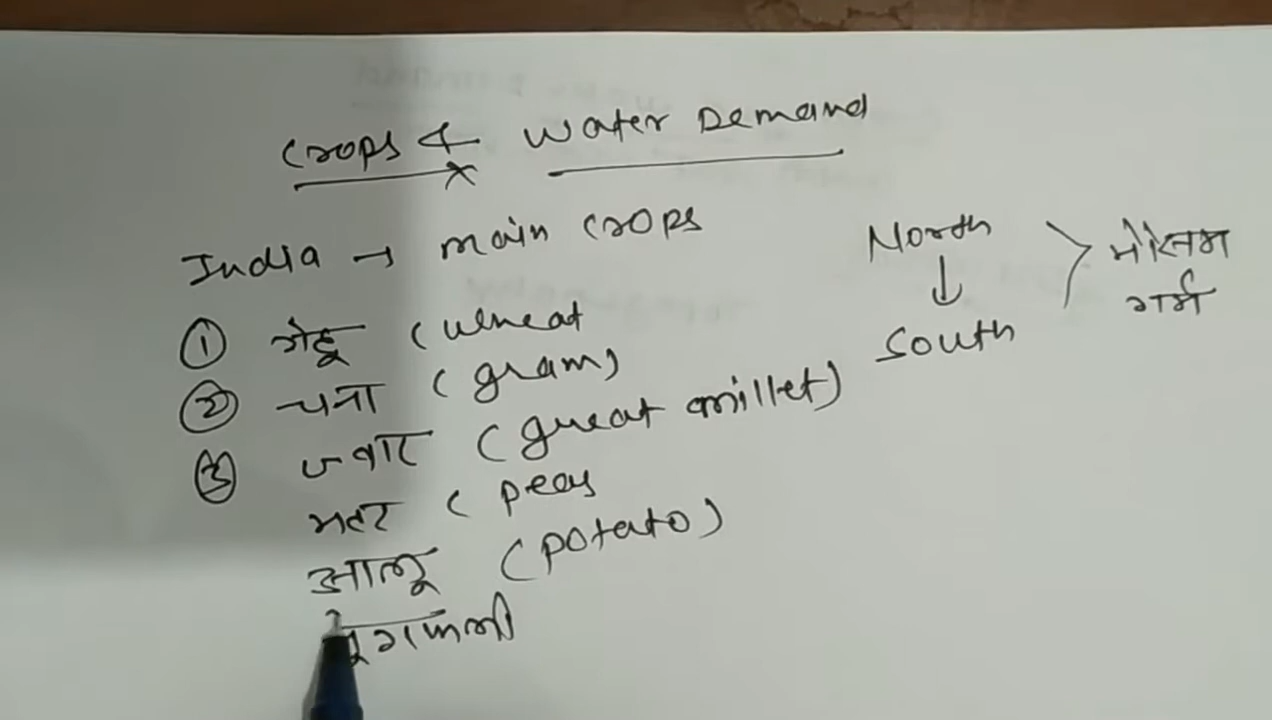 Crops & Water Demand
India → main crops
① गेहू (wheat
② चना (gram)
③ ज्वार (great millet)
मटर (peas
आलू (potato)
मूगफली
North
↓
South
मौसम
गर्म